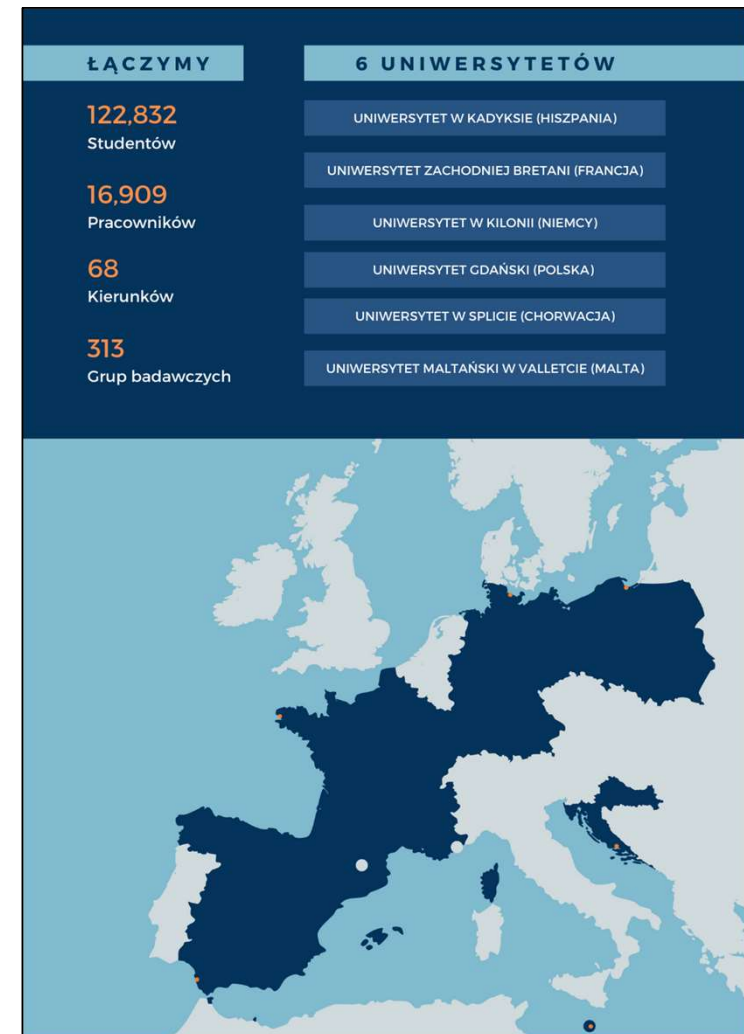 ŁĄCZYMY
122,832
Studentów
16,909
Pracowników
68
Kierunków
313
Grup badawczych
6 UNIWERSYTETÓW
UNIWERSYTET W KADYKSIE (HISZPANIA)
UNIWERSYTET ZACHODNIEJ BRETANI (FRANCJA)
UNIWERSYTET W KILONII (NIEMCY)
UNIWERSYTET GDAŃSKI (POLSKA)
UNIWERSYTET W SPLICIE (CHORWACJA)
UNIWERSYTET MALTAŃSKI W VALLETCIE (MALTA)